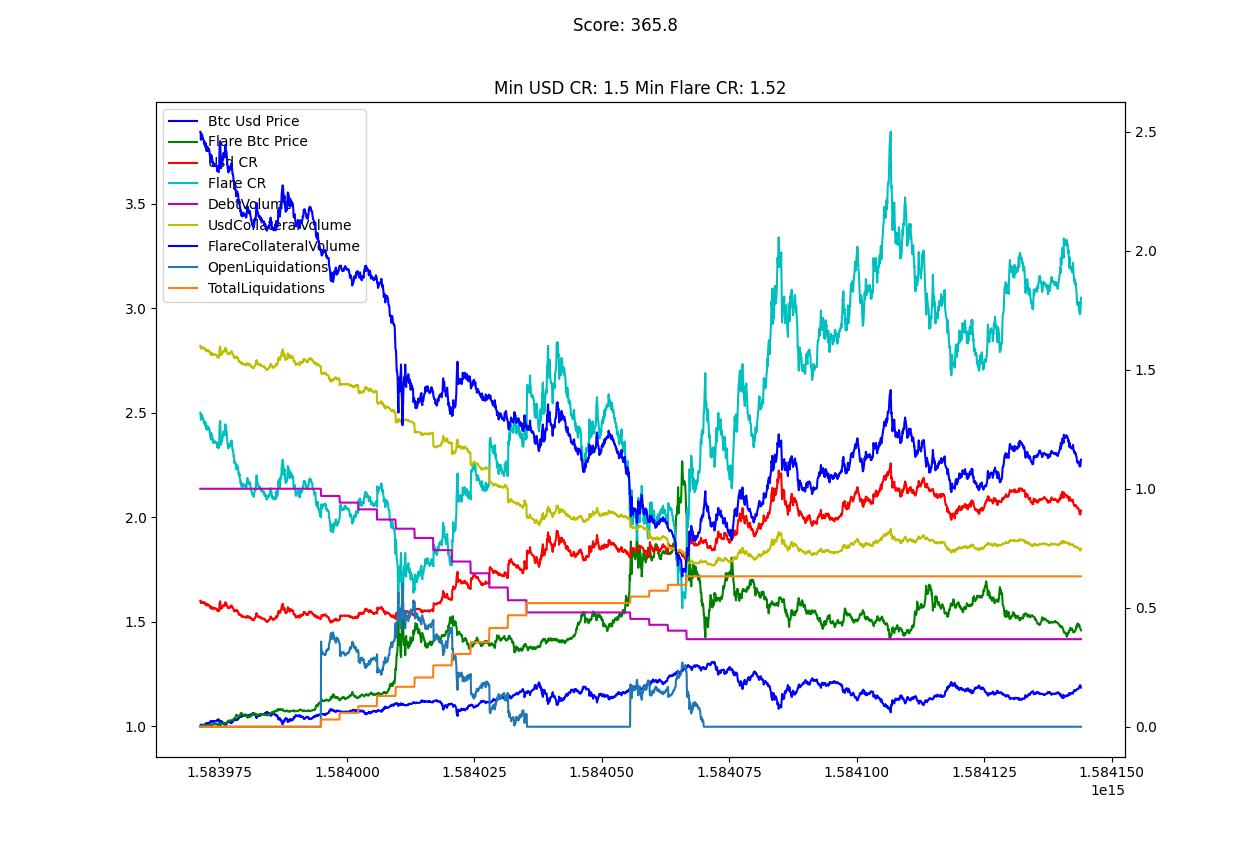 Score: 365.8
Min USD CR: 1.5 Min Flare CR: 1.52
Btc Usd Price
Flare Btc Price
Usd CR
Flare CR
DebtVolume
UsdCollateralVolume
FlareCollateralVolume
OpenLiquidations
TotalLiquidations
3.5
3.0
2.5
2.0
1.5
1.0
2.5
2.0
1.5
1.0
0.5
0.0
1.583975 1.584000 1.584025 1.584050 1.584075 1.584100 1.584125 1.584150
1e15